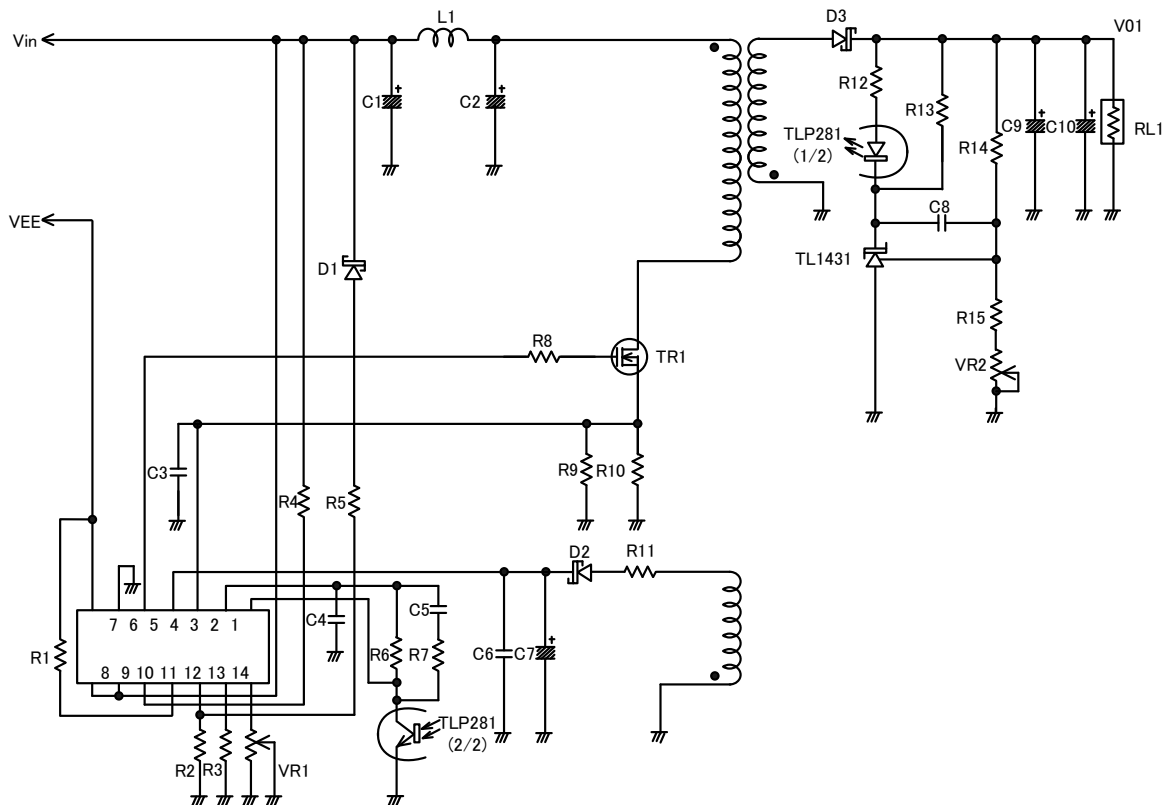 L1
D3
Vin
V01
R12
C1
C2
R13
TLP281
(1/2)
R14
C9
C10
RL1
VEE
C8
D1
TL1431
R15
R8
TR1
VR2
C3
R4
R5
R9
R10
D2
R11
7 6 5 4 3 2 1
C4
C5
R1
R6
R7
C6
C7
8 9 10 11 12 13 14
TLP281
(2/2)
R2
R3
VR1